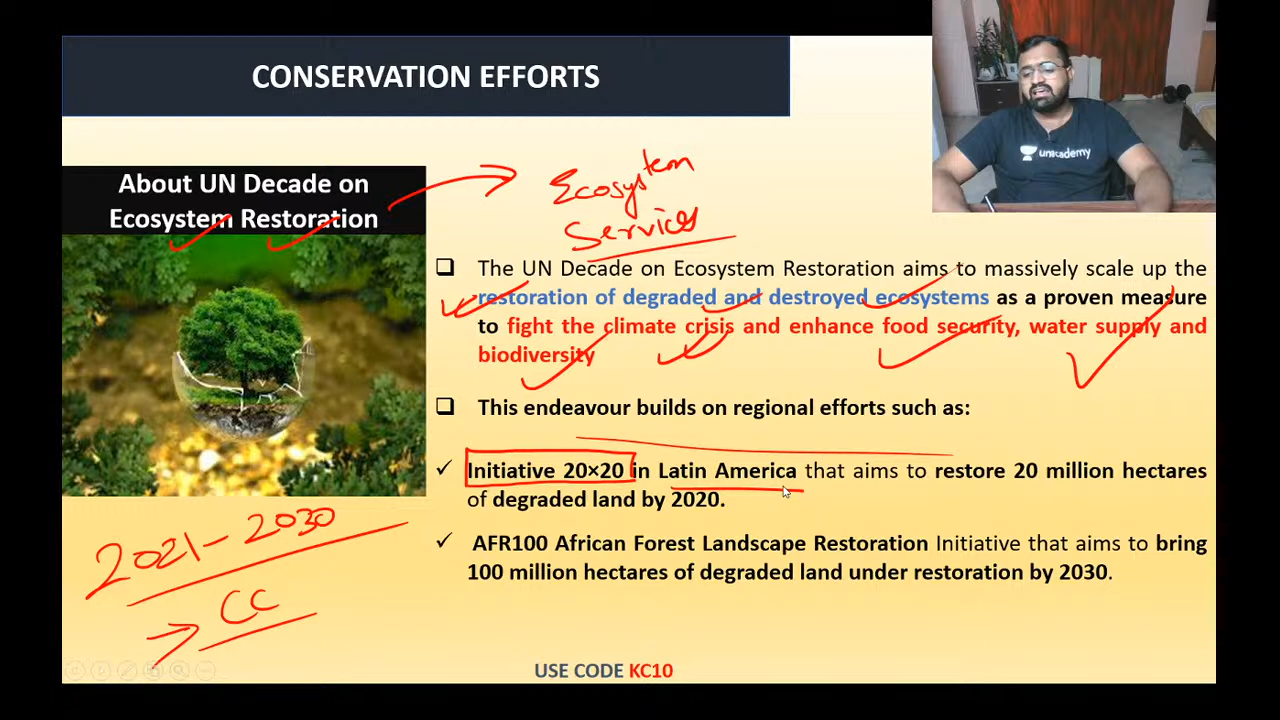 CONSERVATION EFFORTS
unacademy
About UN Decade on
Ecosystem Restoration
Ecosystem
Services
❑ The UN Decade on Ecosystem Restoration aims to massively scale up the
restoration of degraded and destroyed ecosystems as a proven measure
to fight the climate crisis and enhance food security, water supply and
biodiversity
❑ This endeavour builds on regional efforts such as:
✓ Initiative 20×20 in Latin America that aims to restore 20 million hectares
of degraded land by 2020.
✓ AFR100 African Forest Landscape Restoration Initiative that aims to bring
100 million hectares of degraded land under restoration by 2030.
2021-2030
→ CC
USE CODE KC10